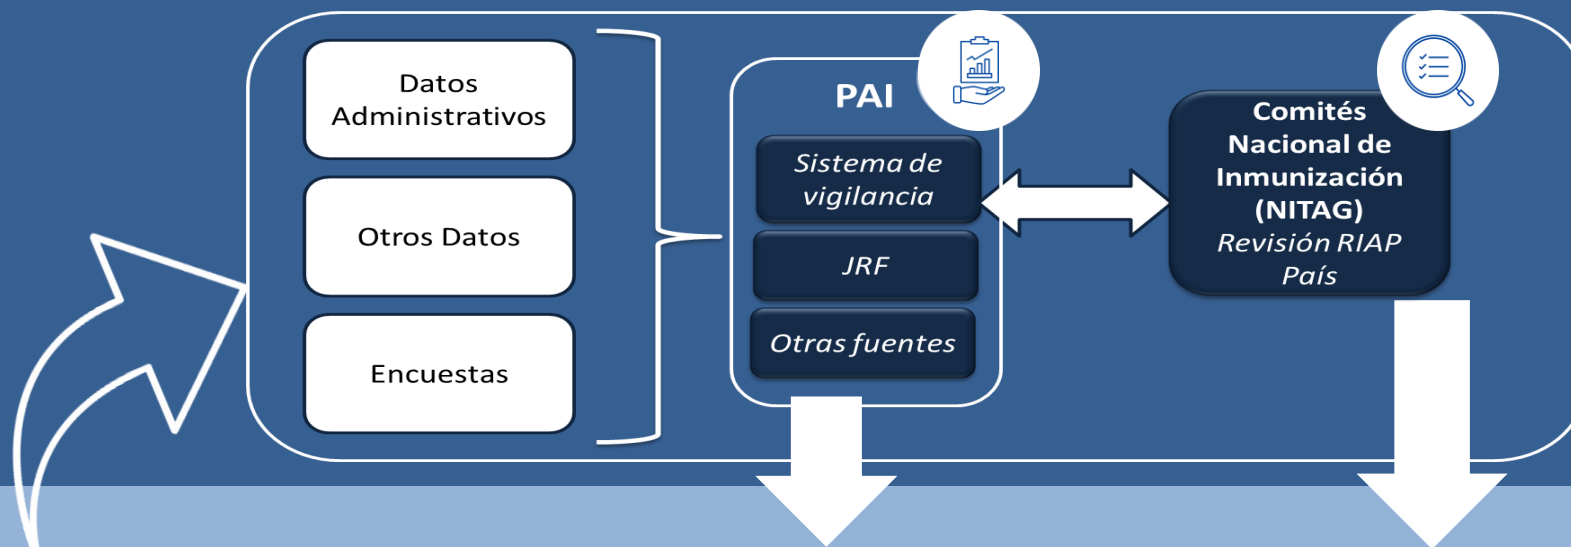 Datos
Administrativos
Otros Datos
Encuestas
PAI
Sistema de
vigilancia
JRF
Otras fuentes
Comités
Nacional de
Inmunización
(NITAG)
Revisión RIAP
País